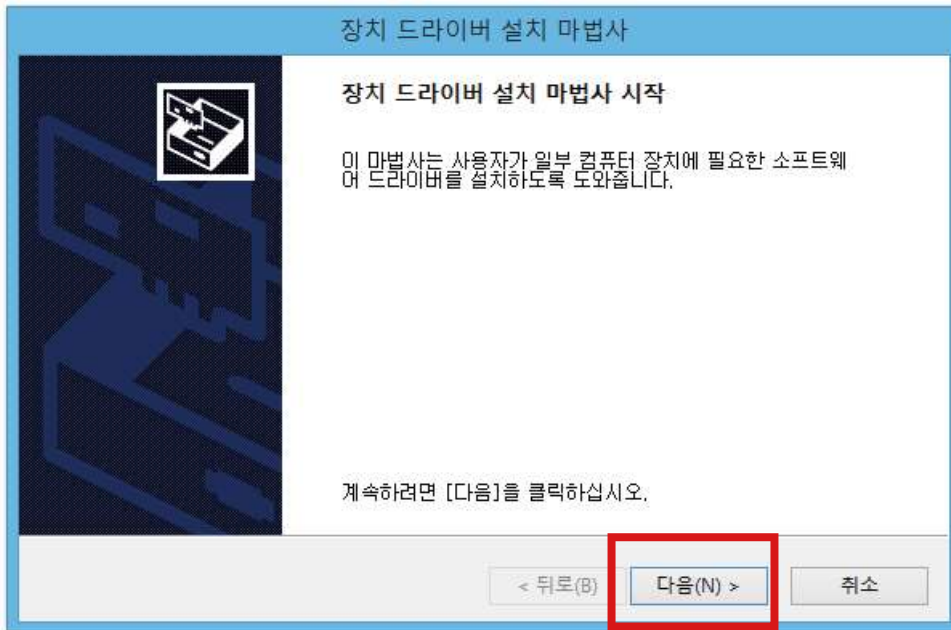 장치 드라이버 설치 마법사
장치 드라이버 설치 마법사 시작
이 마법사는 사용자가 일부 컴퓨터 장치에 필요한 소프트웨
어 드라이버를 설치하도록 도와줍니다.
계속하려면 [다음]을 클릭하십시오.
< 뒤로(B) 다음(N) > 취소